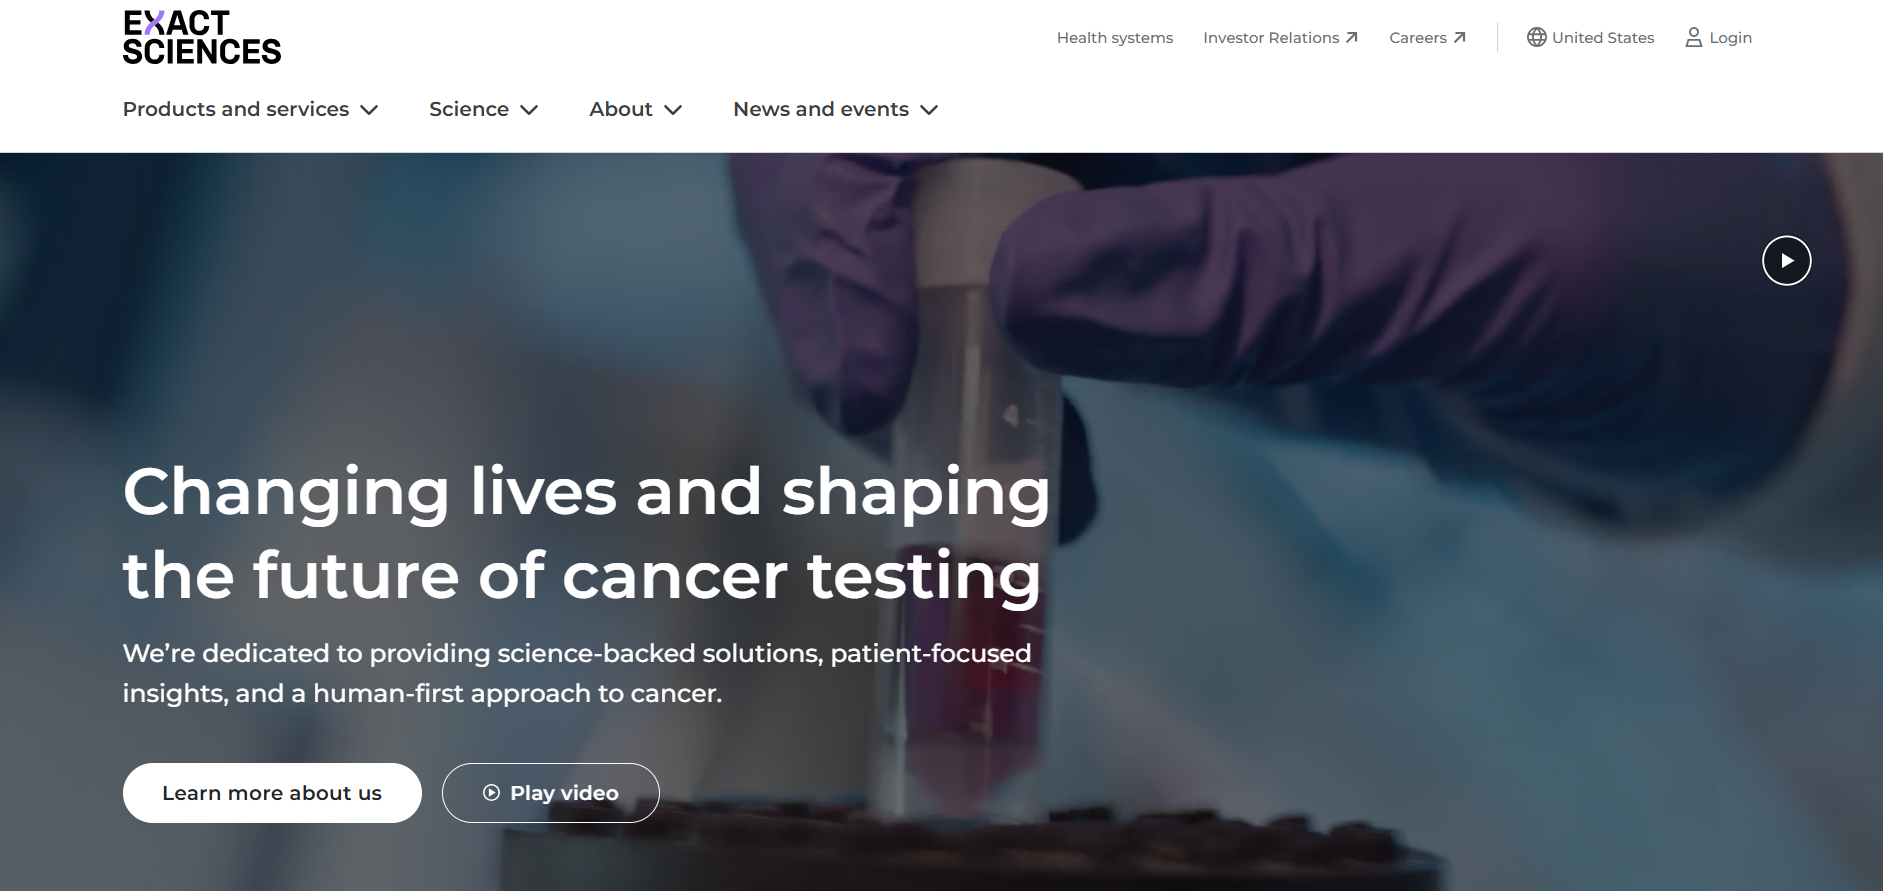 EXACT
SCIENCES
Health systems
Investor Relations
Careers
United States
Login
Products and services
Science
About
News and events
Changing lives and shaping
the future of cancer testing
We’re dedicated to providing science-backed solutions, patient-focused
insights, and a human-first approach to cancer.
Learn more about us
Play video